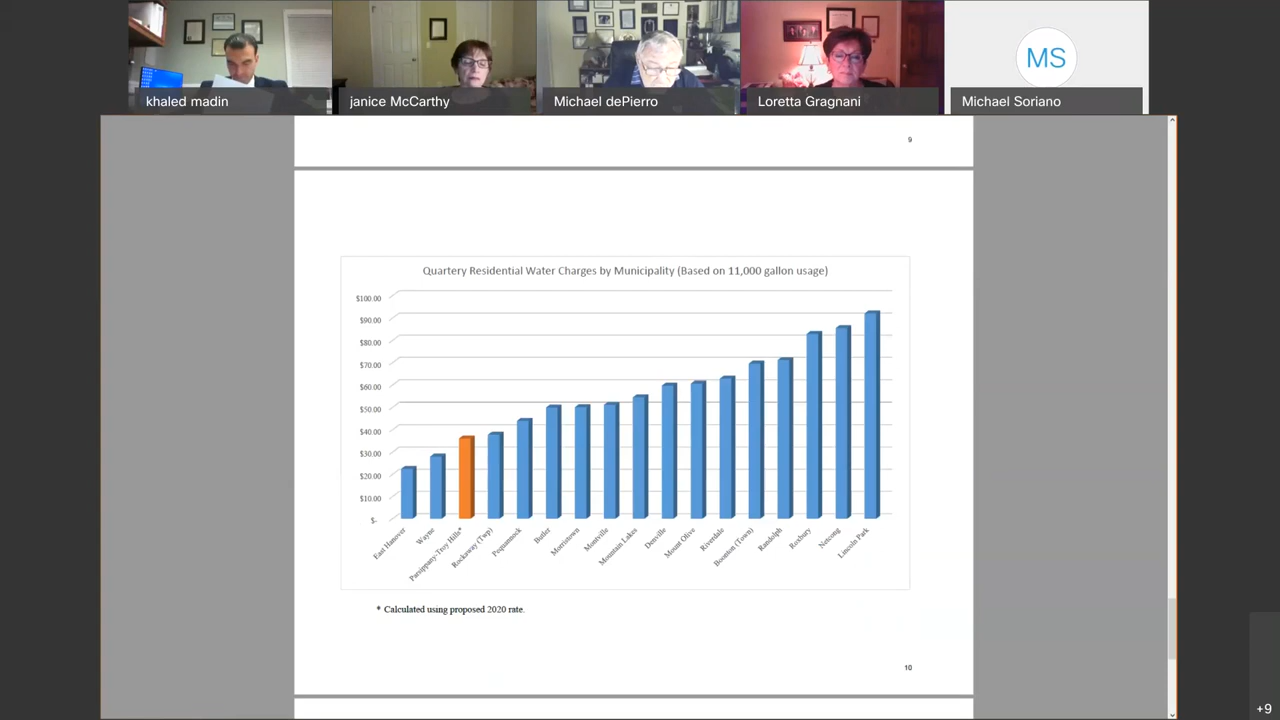 khaled madin
janice McCarthy
Michael dePierro
Loretta Gragnani
MS
Michael Soriano
9
Quartery Residential Water Charges by Municipality (Based on 11,000 gallon usage)
$100.00
$90.00
$80.00
$70.00
$60.00
$50.00
$40.00
$30.00
$20.00
$10.00
$-
East Hanover
Wayne
Parsippany-Troy Hills*
Rockaway (Twp)
Pequannock
Butler
Morristown
Montville
Mountain Lakes
Denville
Mount Olive
Riverdale
Boonton (Town)
Randolph
Roxbury
Netcong
Lincoln Park
* Calculated using proposed 2020 rate.
10
+9